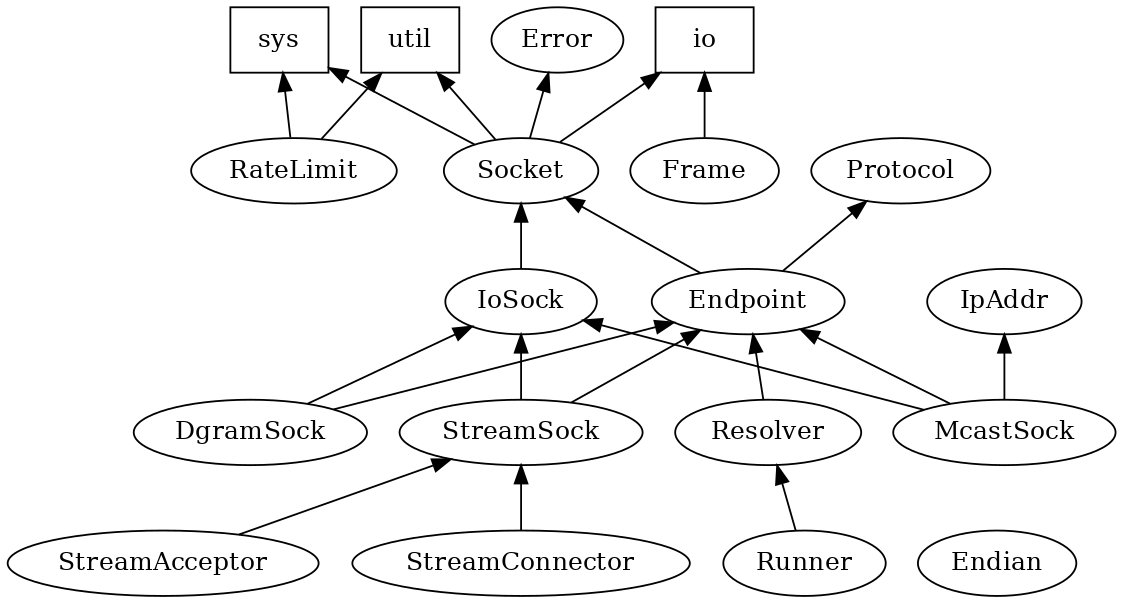 sys
util
Error
io
RateLimit
Socket
Frame
Protocol
IoSock
Endpoint
IpAddr
DgramSock
StreamSock
Resolver
McastSock
StreamAcceptor
StreamConnector
Runner
Endian